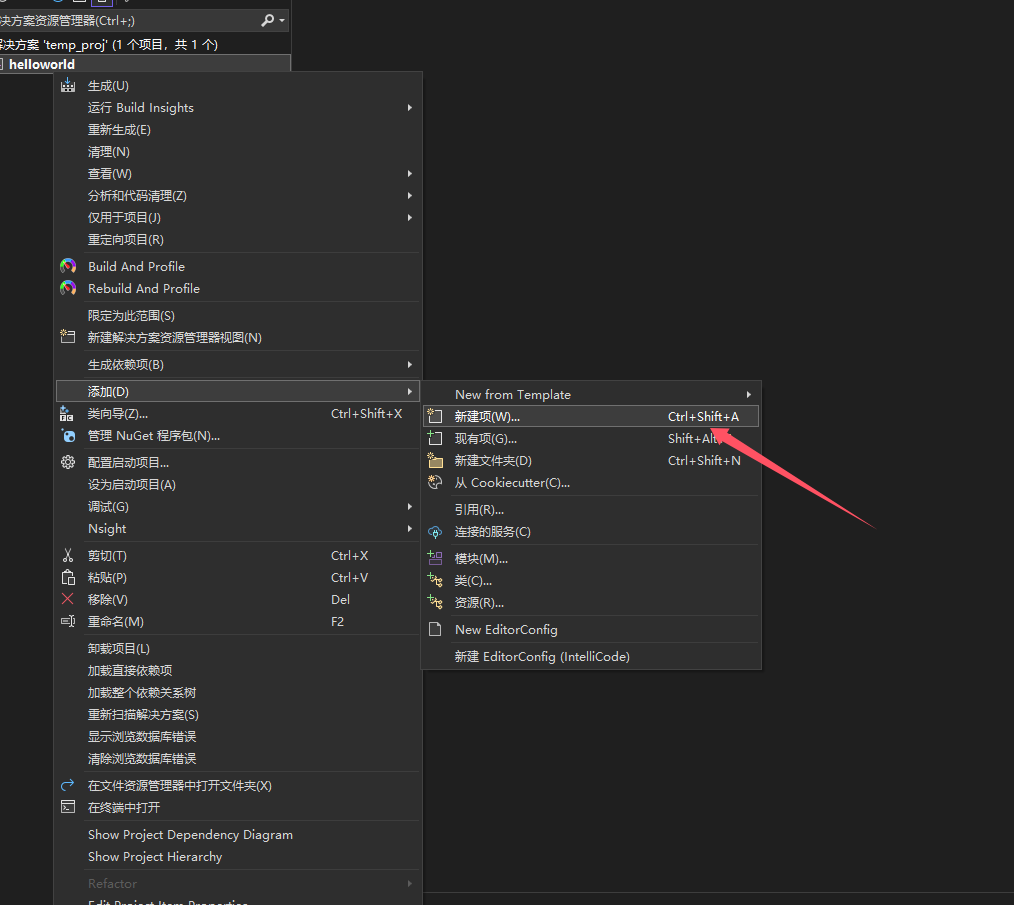 决方案资源管理器(Ctrl+;)
解决方案 'temp_proj' (1 个项目，共 1 个)
helloworld
生成(U)
运行 Build Insights
重新生成(E)
清理(N)
查看(W)
分析和代码清理(Z)
仅用于项目(J)
重定向项目(R)
Build And Profile
Rebuild And Profile
限定为此范围(S)
新建解决方案资源管理器视图(N)
生成依赖项(B)
添加(D)
类向导(Z)... Ctrl+Shift+X
管理 NuGet 程序包(N)...
配置启动项目...
设为启动项目(A)
调试(G)
Nsight
剪切(T) Ctrl+X
粘贴(P) Ctrl+V
移除(V) Del
重命名(M) F2
卸载项目(L)
加载直接依赖项
加载整个依赖关系树
重新扫描解决方案(S)
显示浏览数据库错误
清除浏览数据库错误
在文件资源管理器中打开文件夹(X)
在终端中打开
Show Project Dependency Diagram
Show Project Hierarchy
Refactor
Edit Project Item Properties
New from Template
新建项(W)... Ctrl+Shift+A
现有项(G)... Shift+Alt
新建文件夹(D) Ctrl+Shift+N
从 Cookiecutter(C)...
引用(R)...
连接的服务(C)
模块(M)...
类(C)...
资源(R)...
New EditorConfig
新建 EditorConfig (IntelliCode)